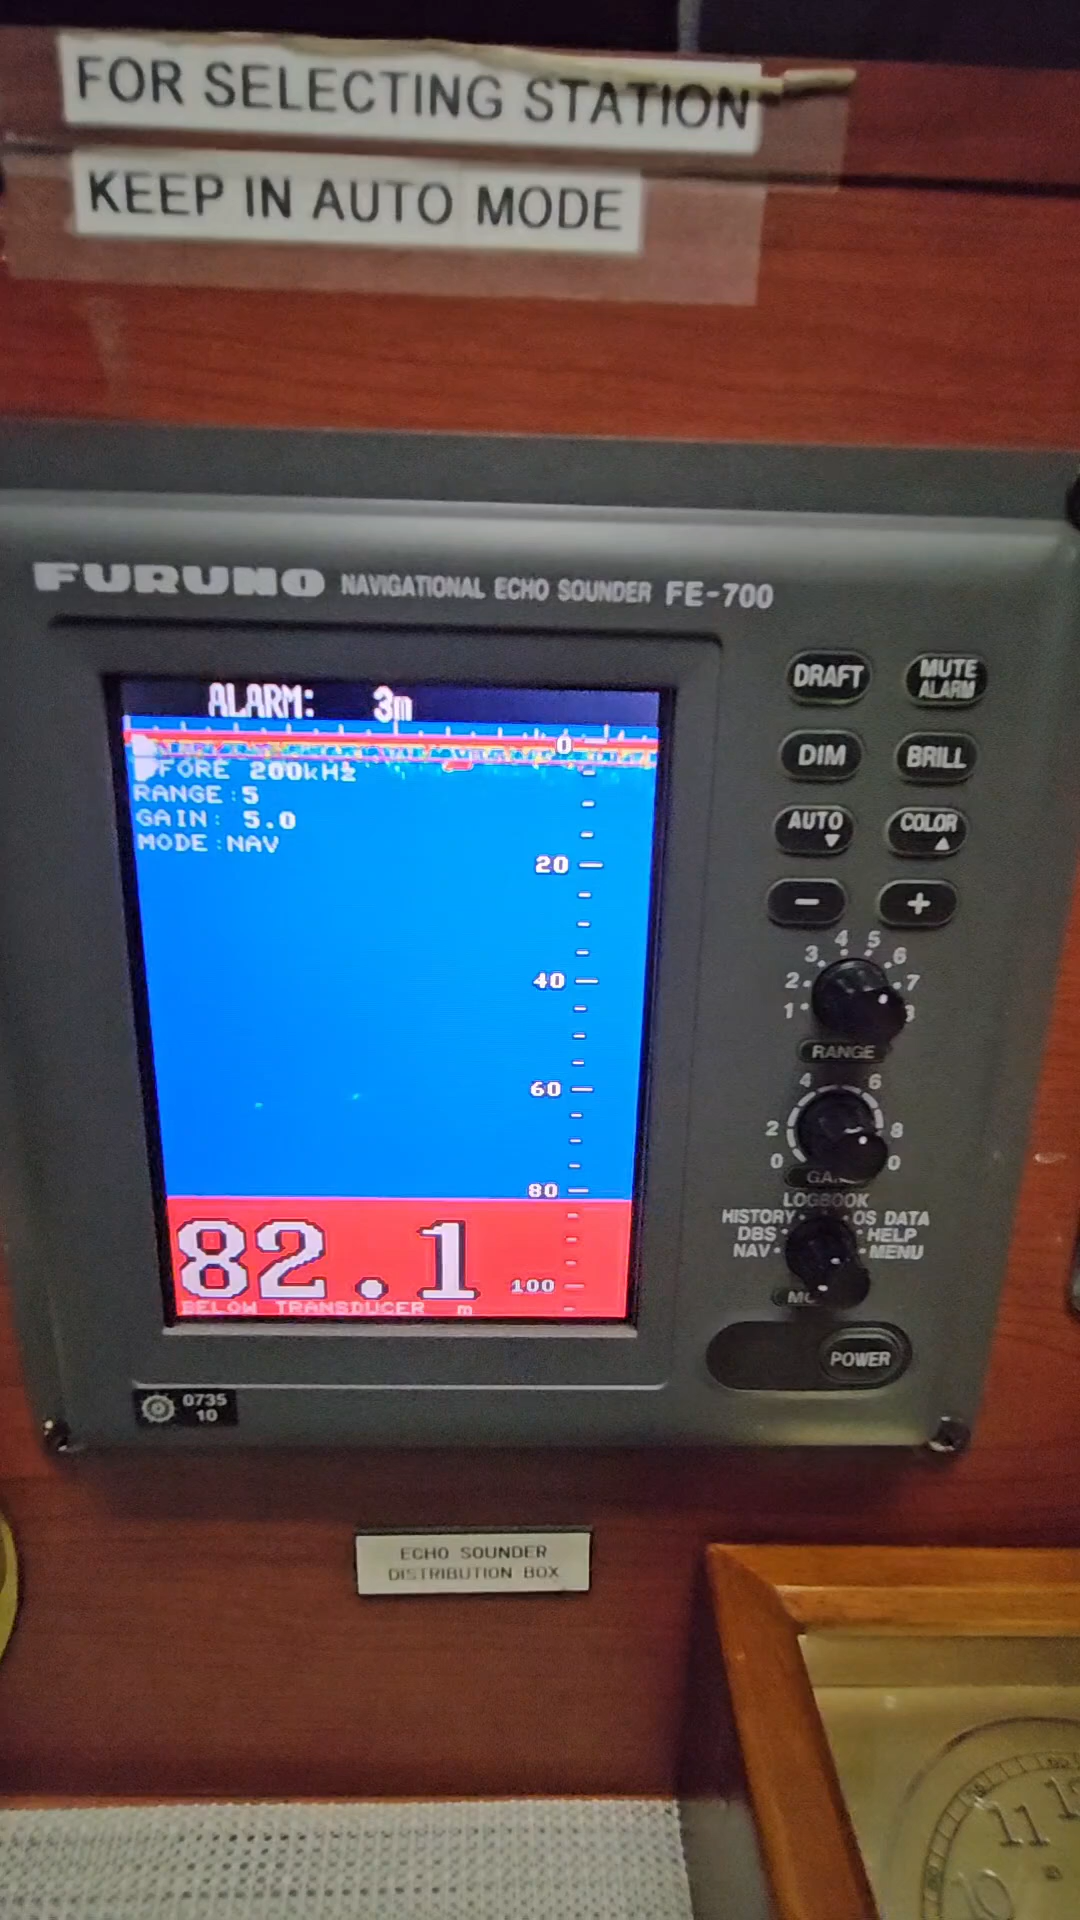 FOR SELECTING STATION
KEEP IN AUTO MODE
FURUNO NAVIGATIONAL ECHO SOUNDER FE-700
ALARM: 3m
0
FORE 200kHz
RANGE:5
GAIN: 5.0
MODE:NAV
20
40
60
80
82.1
100
BELOW TRANSDUCER m
DRAFT
MUTE ALARM
DIM
BRILL
AUTO ▼
COLOR ▲
-
+
1 2 3 4 5 6 7
RANGE
0 2 4 6 8
LOGBOOK
HISTORY OS DATA
DBS HELP
NAV MENU
POWER
0735
10
ECHO SOUNDER
DISTRIBUTION BOX
11
10